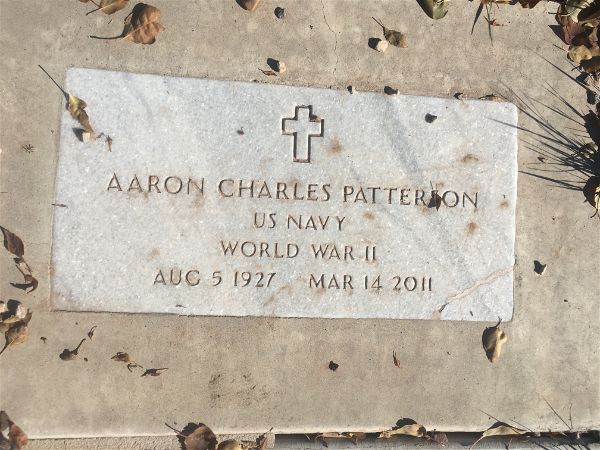 AARON CHARLES PATTERSON
US NAVY
WORLD WAR II
AUG 5 1927 MAR 14 2011